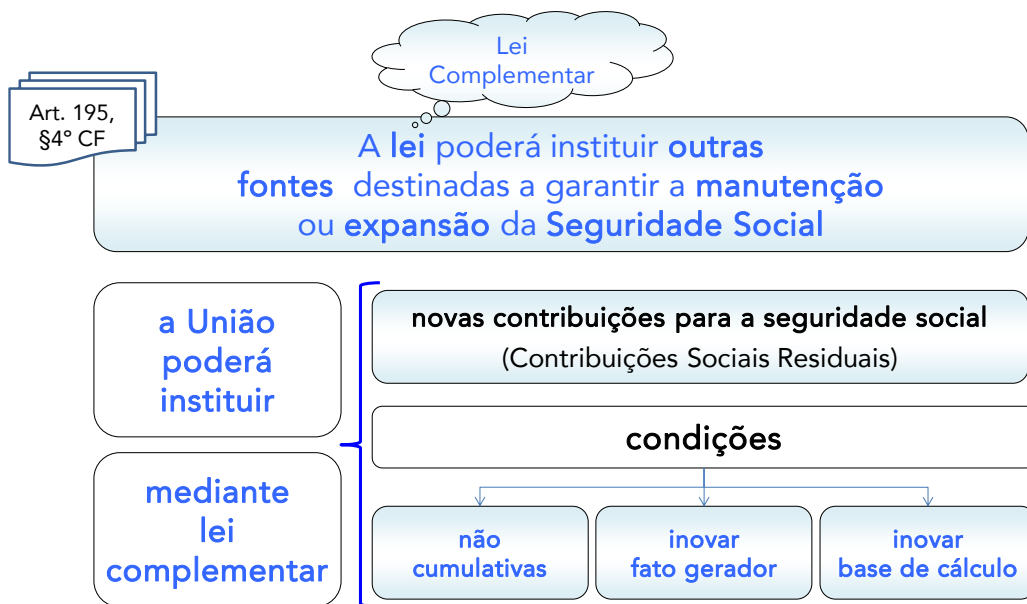 Lei
Complementar
Art. 195,
§4º CF
A lei poderá instituir outras
fontes destinadas a garantir a manutenção
ou expansão da Seguridade Social
a União
poderá
instituir
mediante
lei
complementar
novas contribuições para a seguridade social
(Contribuições Sociais Residuais)
condições
não
cumulativas
inovar
fato gerador
inovar
base de cálculo